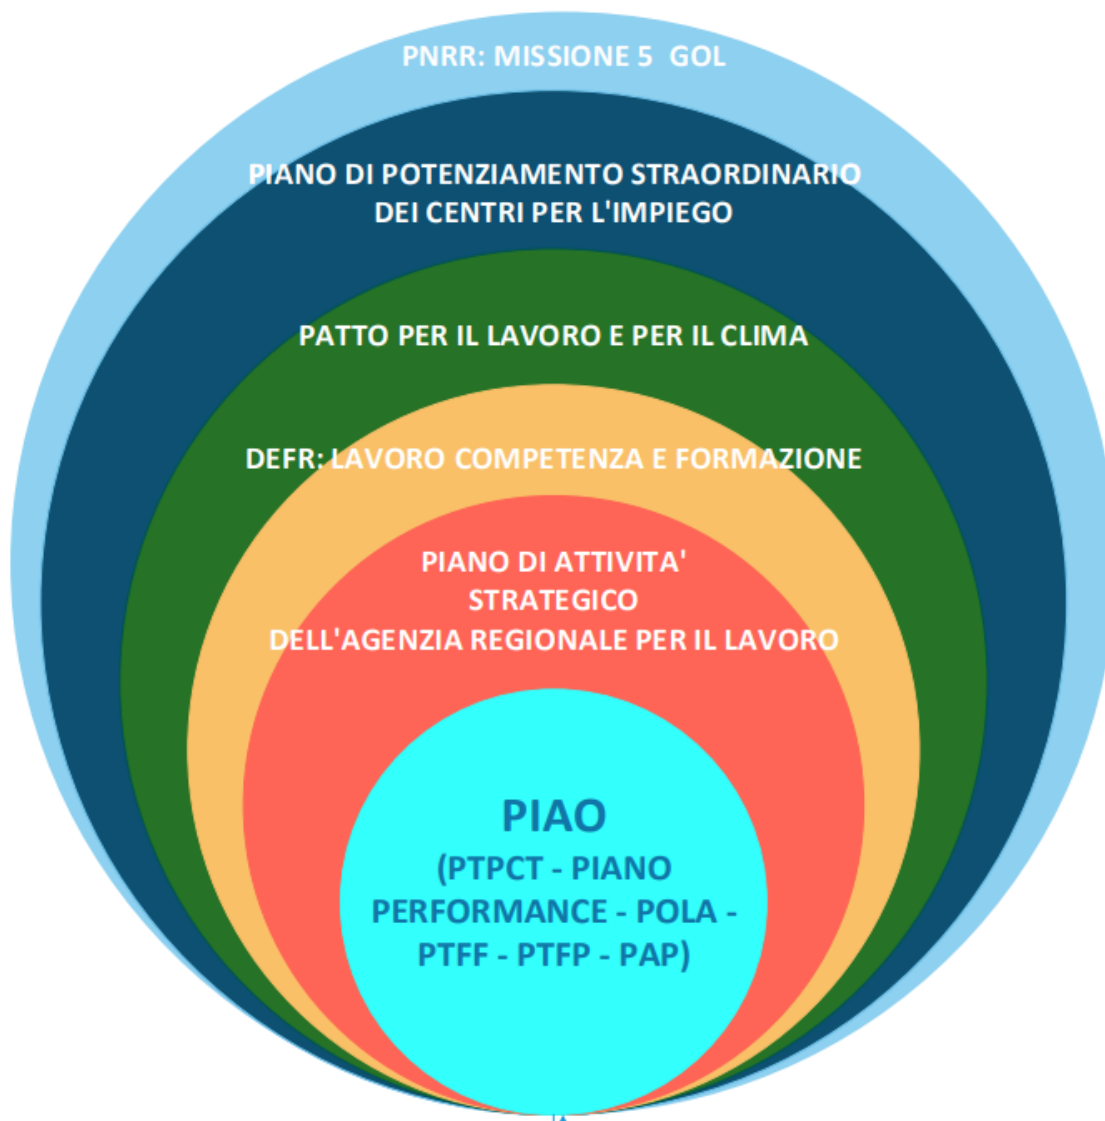 PNRR: MISSIONE 5 GOL
PIANO DI POTENZIAMENTO STRAORDINARIO
DEI CENTRI PER L'IMPIEGO
PATTO PER IL LAVORO E PER IL CLIMA
DEFR: LAVORO COMPETENZA E FORMAZIONE
PIANO DI ATTIVITA'
STRATEGICO
DELL'AGENZIA REGIONALE PER IL LAVORO
PIAO
(PTPCT - PIANO
PERFORMANCE - POLA -
PTFF - PTFP - PAP)